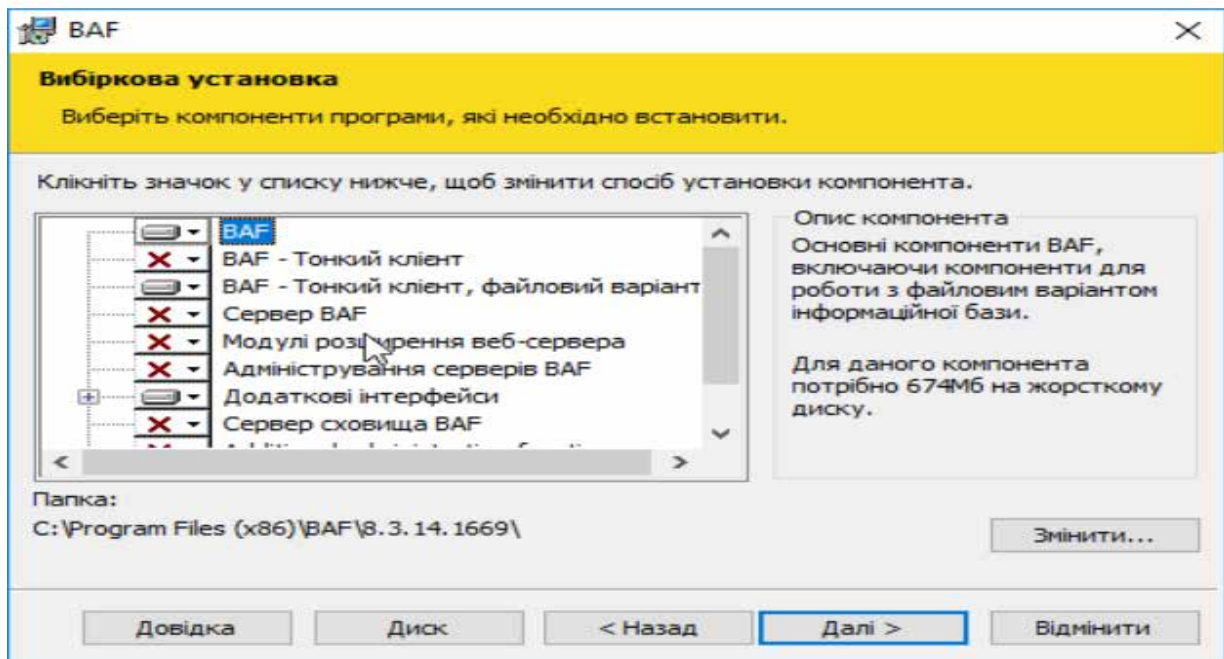 BAF
Вибіркова установка
Виберіть компоненти програми, які необхідно встановити.
Клікніть значок у списку нижче, щоб змінити спосіб установки компонента.
BAF
BAF - Тонкий клієнт
BAF - Тонкий клієнт, файловий варіант
Сервер BAF
Модулі розширення веб-сервера
Адміністрування серверів BAF
Додаткові інтерфейси
Сервер сховища BAF
Опис компонента
Основні компоненти BAF,
включаючи компоненти для
роботи з файловим варіантом
інформаційної бази.
Для даного компонента
потрібно 674Мб на жорсткому
диску.
Папка:
C:\Program Files (x86)\BAF\8.3.14.1669\
Змінити...
Довідка
Диск
< Назад
Далі >
Відмінити